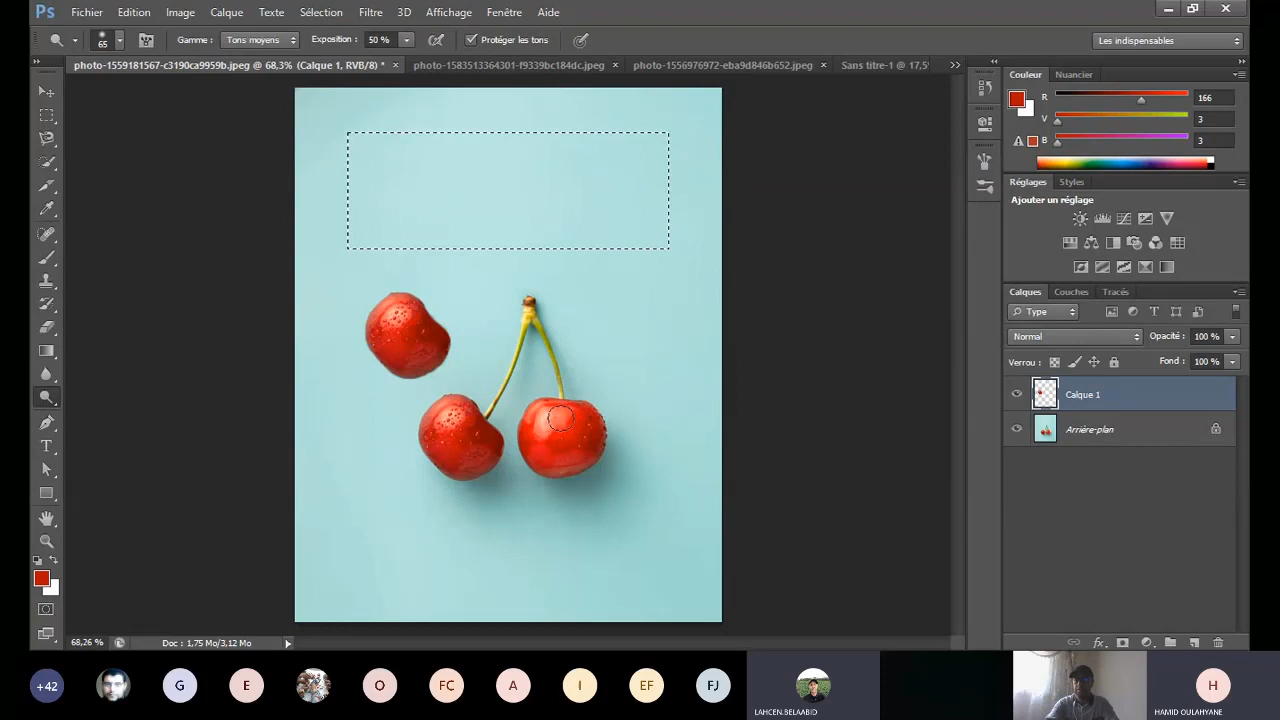 Ps Fichier Edition Image Calque Texte Sélection Filtre 3D Affichage Fenêtre Aide
65 Gamme : Tons moyens Exposition : 50 % Protéger les tons Les indispensables
photo-1559181567-c3190ca9959b.jpeg @ 68,3% (Calque 1, RVB/8) * × photo-1583513364301-f9339bc184dc.jpeg × photo-1556976972-eba9d846b652.jpeg × Sans titre-1 @ 17,5
Couleur Nuancier
R 166
V 3
B 3
Réglages Styles
Ajouter un réglage
Calques Couches Tracés
Type
Normal Opacité : 100 %
Verrou : Fond : 100 %
Calque 1
Arrière-plan
fx
68,26 % Doc : 1,75 Mo/3,12 Mo
+42 G E O FC A I EF FJ H
LAHCEN.BELAABID HAMID OULAHYANE